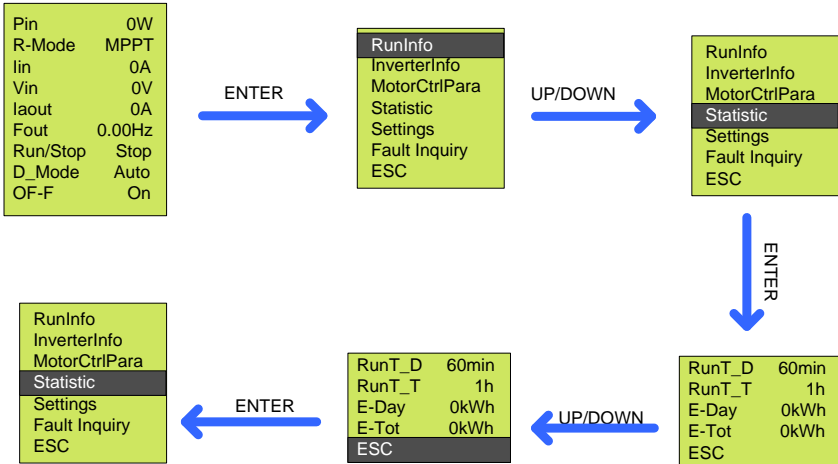 Pin 0W
R-Mode MPPT
Iin 0A
Vin 0V
Iaout 0A
Fout 0.00Hz
Run/Stop Stop
D_Mode Auto
OF-F On
ENTER
RunInfo
InverterInfo
MotorCtrlPara
Statistic
Settings
Fault Inquiry
ESC
UP/DOWN
RunInfo
InverterInfo
MotorCtrlPara
Statistic
Settings
Fault Inquiry
ESC
ENTER
RunT_D 60min
RunT_T 1h
E-Day 0kWh
E-Tot 0kWh
ESC
UP/DOWN
RunT_D 60min
RunT_T 1h
E-Day 0kWh
E-Tot 0kWh
ESC
ENTER
RunInfo
InverterInfo
MotorCtrlPara
Statistic
Settings
Fault Inquiry
ESC